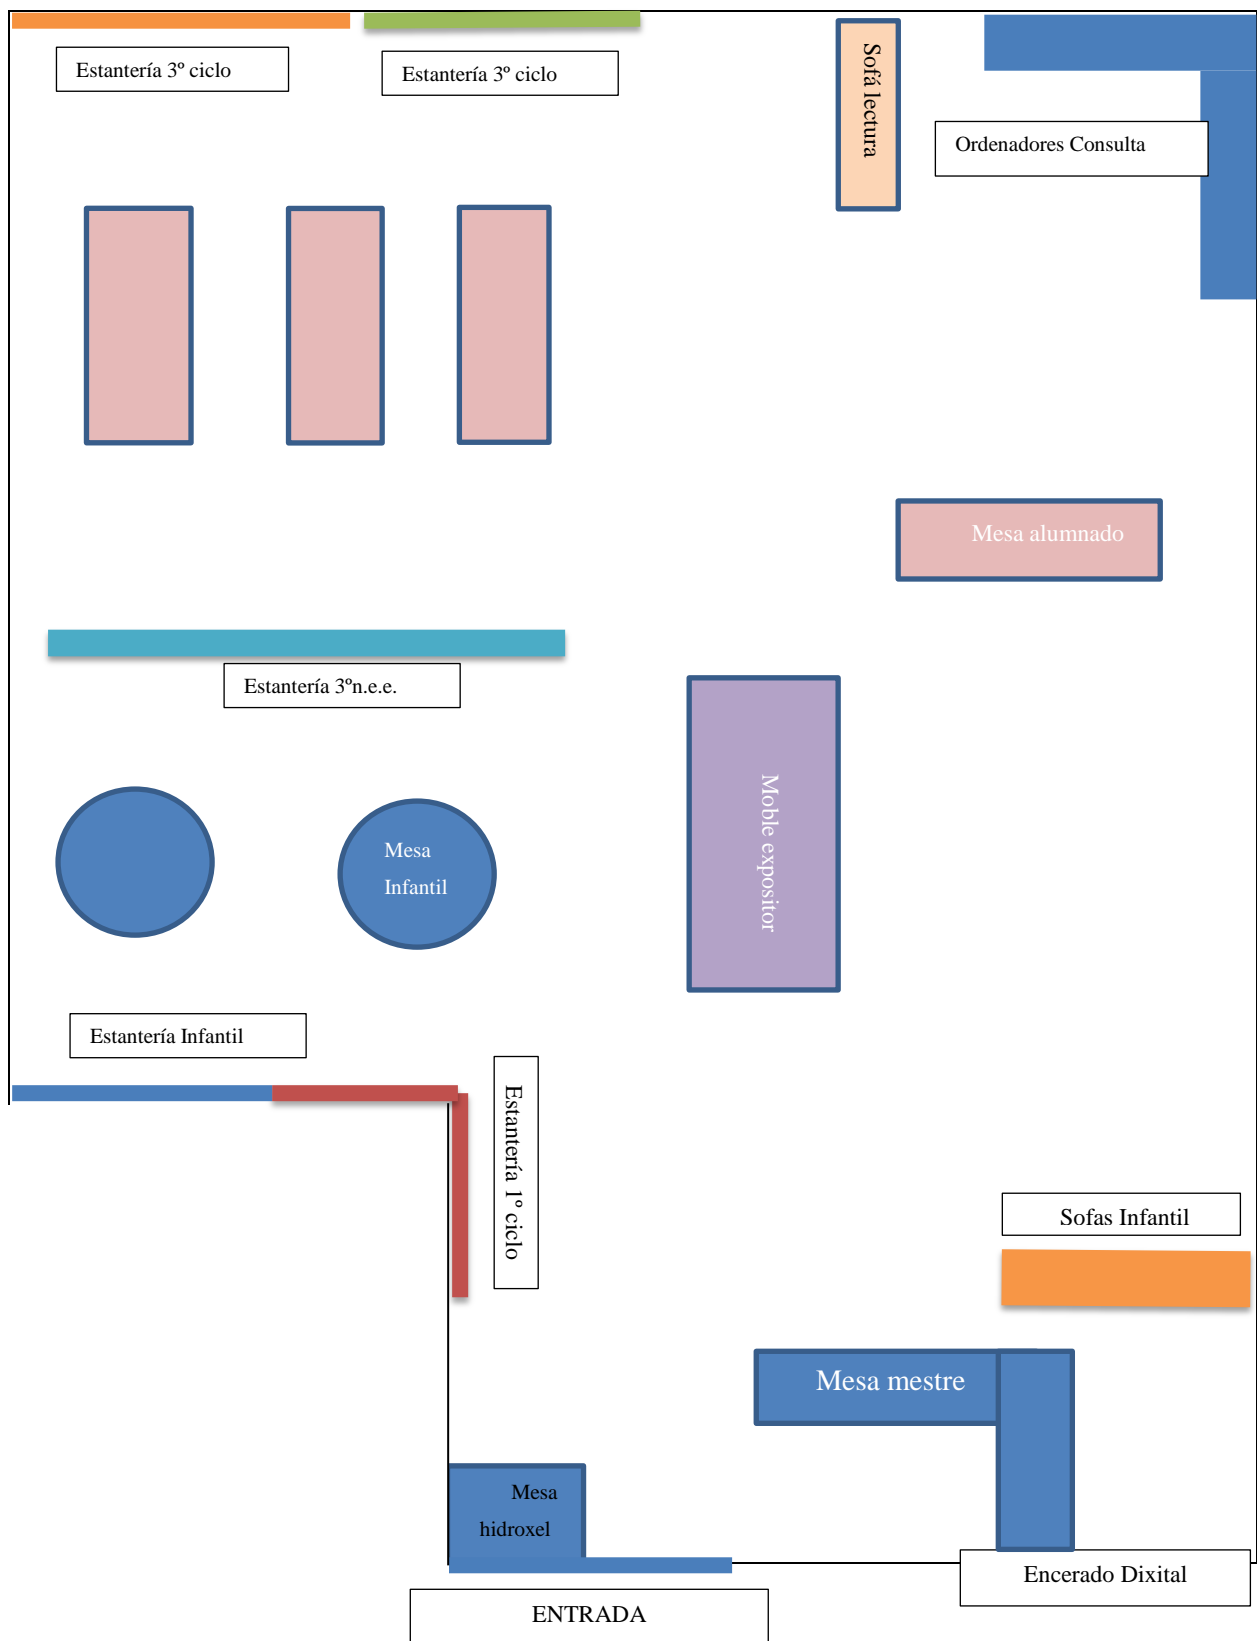 Estantería 3º ciclo
Estantería 3º ciclo
Sofá lectura
Ordenadores Consulta
Mesa alumnado
Estantería 3ºn.e.e.
Moble expositor
Mesa
Infantil
Estantería Infantil
Estantería 1º ciclo
Sofas Infantil
Mesa mestre
Mesa
hidroxel
Encerado Dixital
ENTRADA